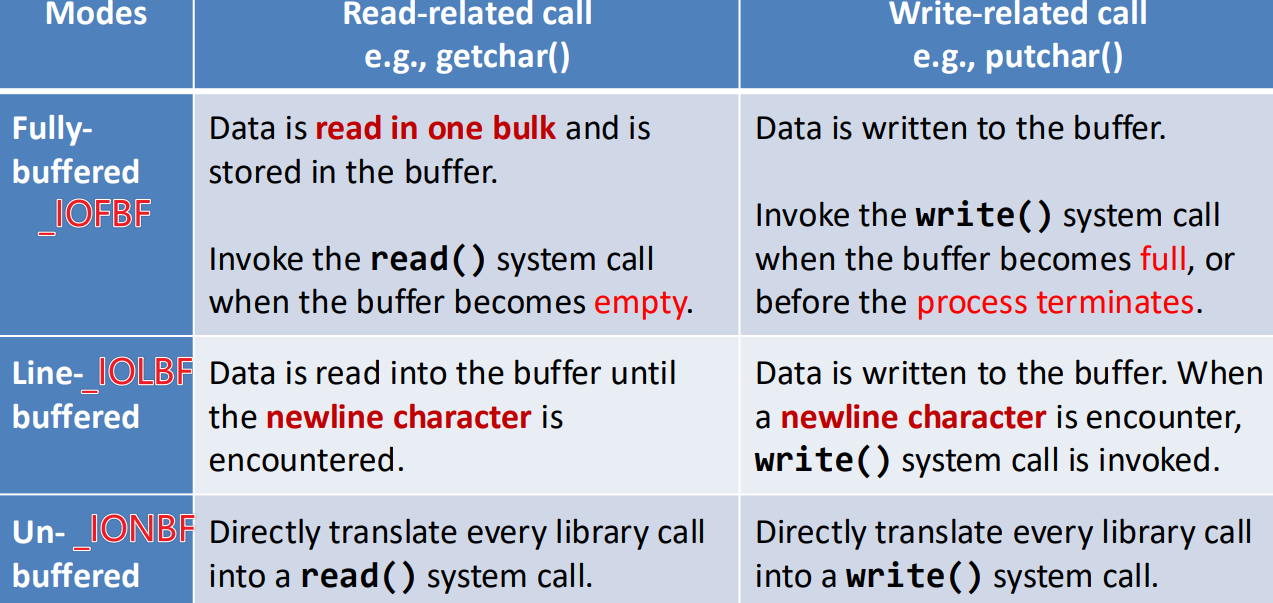 Modes
Read-related call
e.g., getchar()
Write-related call
e.g., putchar()
Fully-
buffered
_IOFBF
Data is read in one bulk and is
stored in the buffer.
Invoke the read() system call
when the buffer becomes empty.
Data is written to the buffer.
Invoke the write() system call
when the buffer becomes full, or
before the process terminates.
Line-_IOLBF
buffered
Data is read into the buffer until
the newline character is
encountered.
Data is written to the buffer. When
a newline character is encounter,
write() system call is invoked.
Un- _IONBF
buffered
Directly translate every library call
into a read() system call.
Directly translate every library call
into a write() system call.